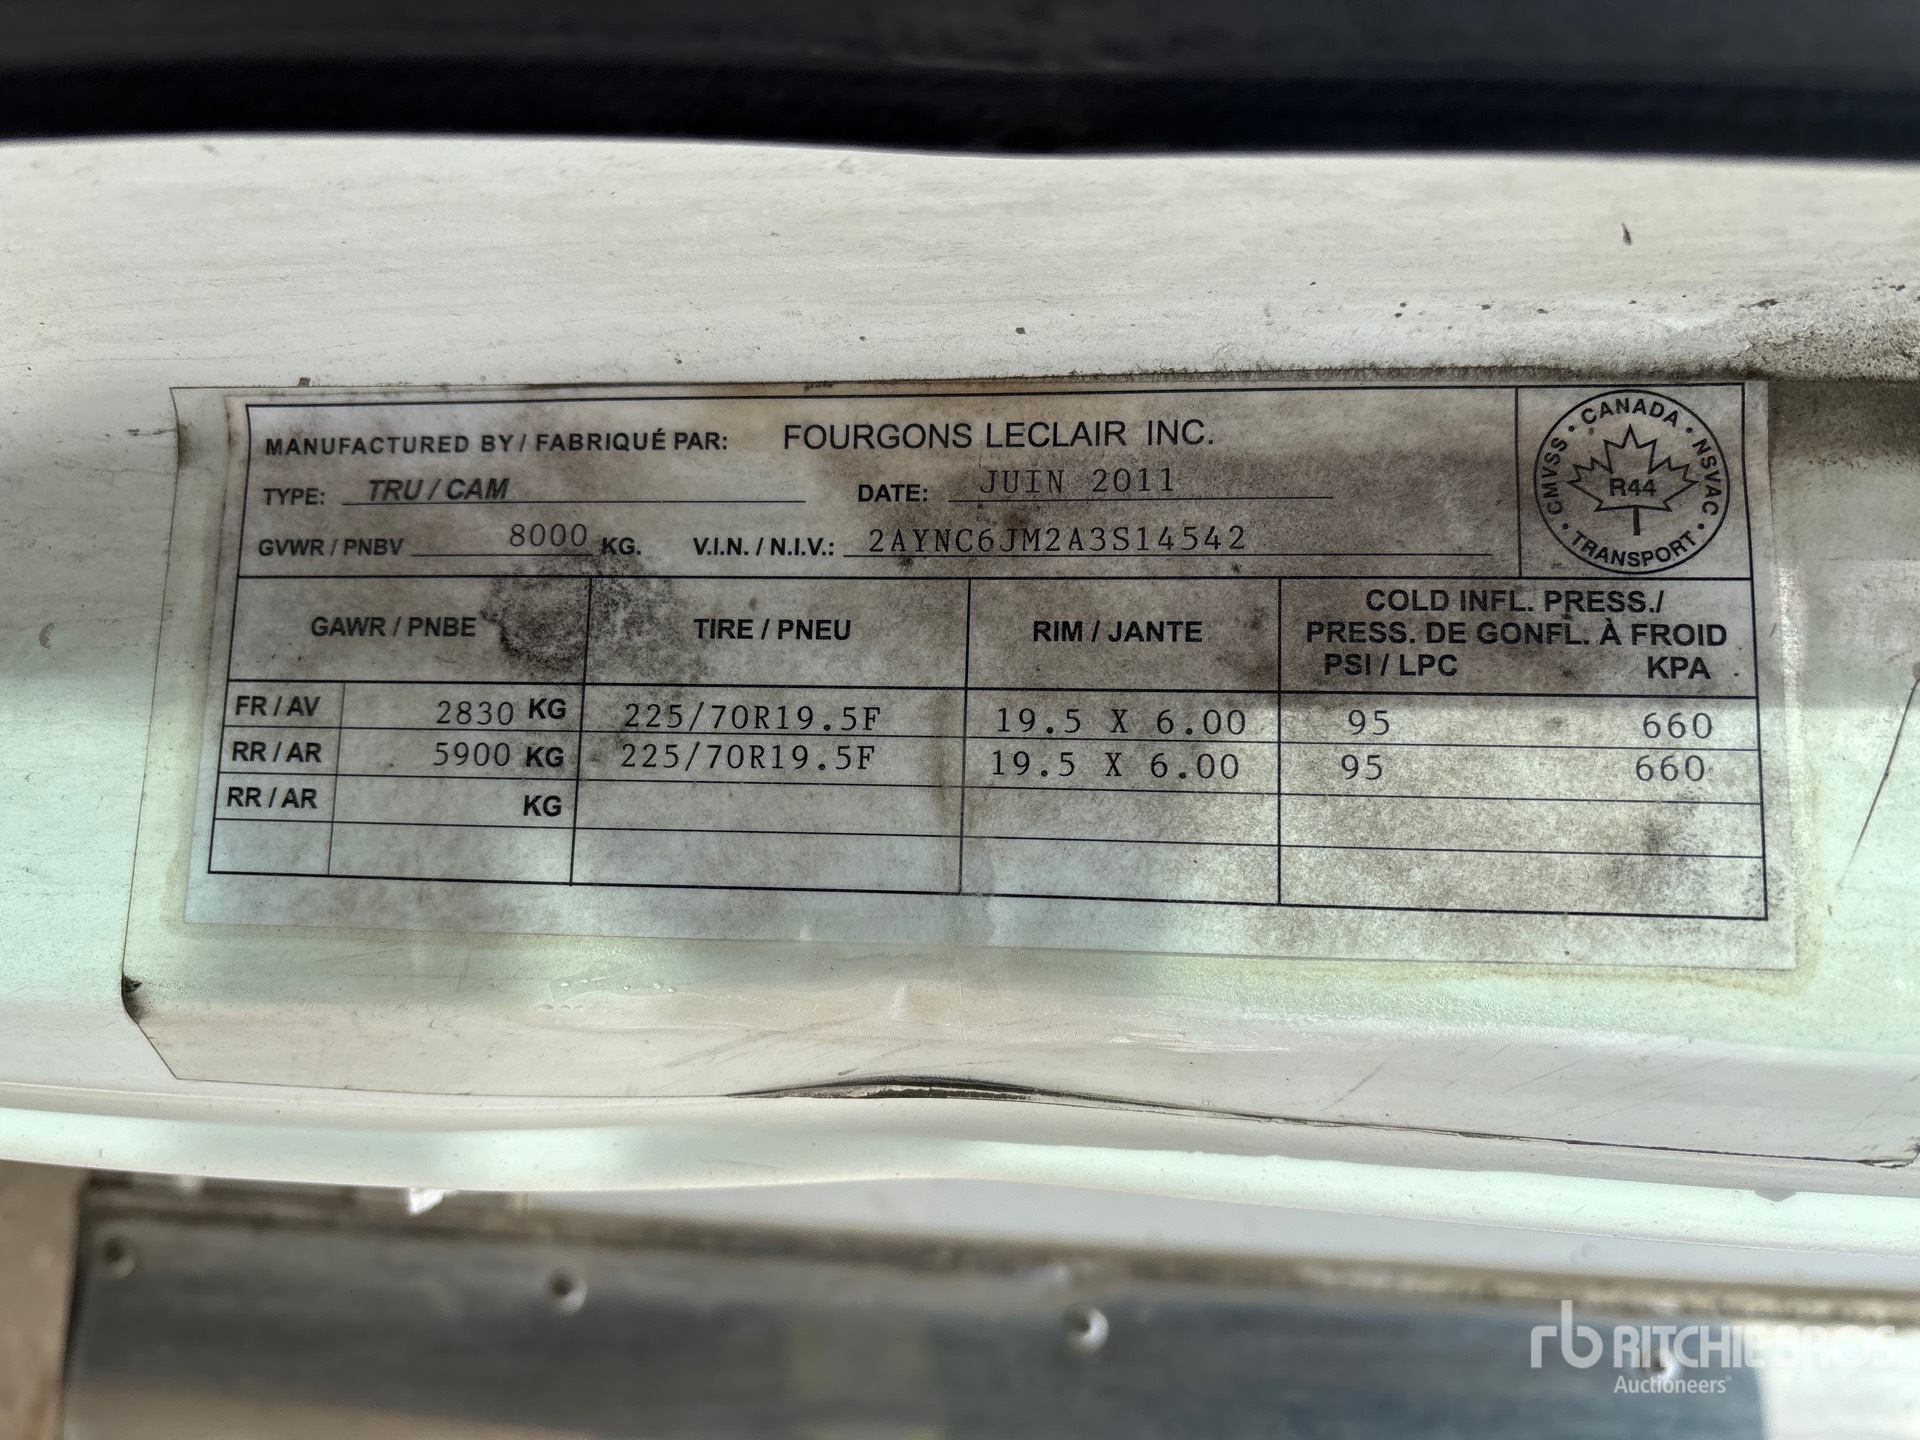 MANUFACTURED BY / FABRIQUÉ PAR: FOURGONS LECLAIR INC.
TYPE: TRU / CAM DATE: JUIN 2011
GVWR / PNBV 8000 KG. V.I.N. / N.I.V.: 2AYNC6JM2A3S14542
CANADA • NSVAC • TRANSPORT • CMVSS •
R44
GAWR / PNBE TIRE / PNEU RIM / JANTE COLD INFL. PRESS./
PRESS. DE GONFL. À FROID
PSI / LPC KPA
FR / AV 2830 KG 225/70R19.5F 19.5 X 6.00 95 660
RR / AR 5900 KG 225/70R19.5F 19.5 X 6.00 95 660
RR / AR KG
rb RITCHIE BROS.
Auctioneers